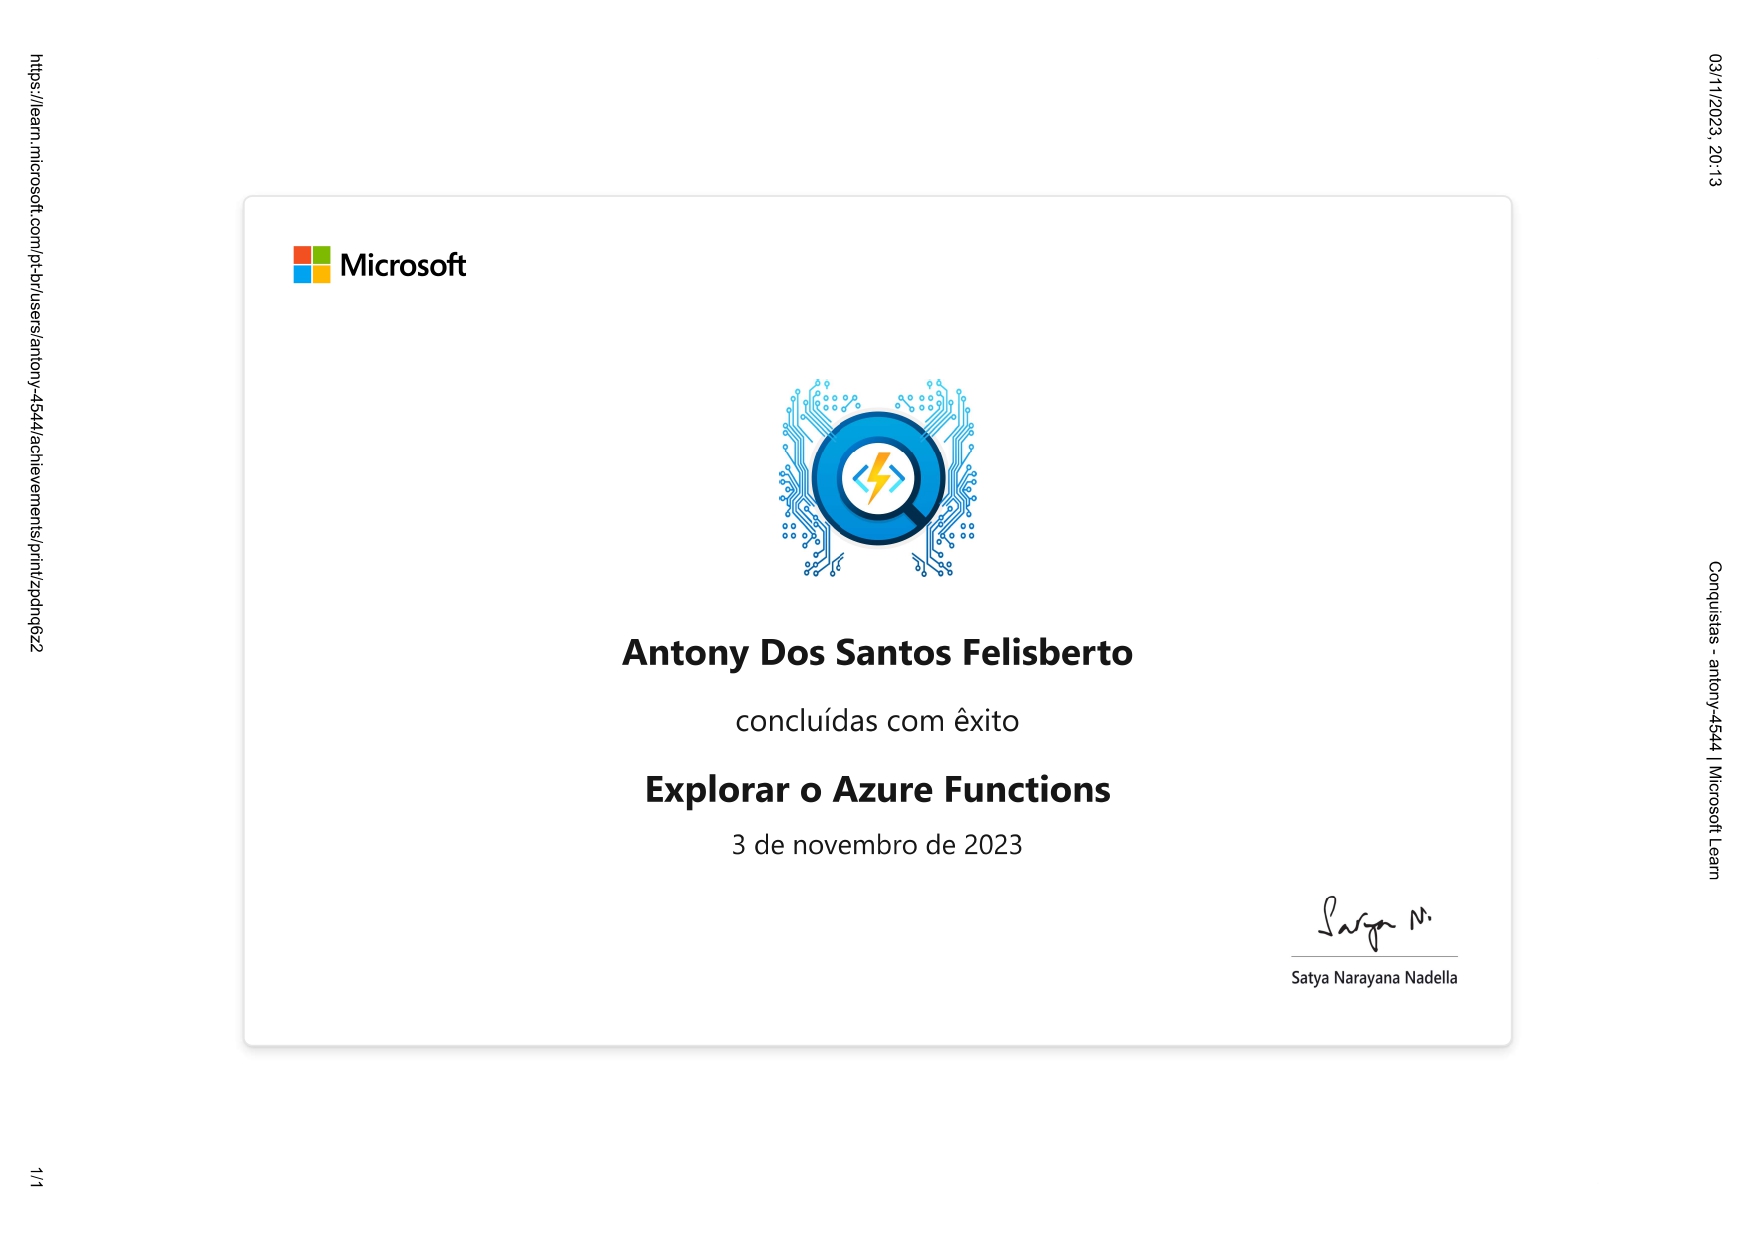 03/11/2023, 20:13
Conquistas - antony-4544 | Microsoft Learn
Microsoft
Antony Dos Santos Felisberto
concluídas com êxito
Explorar o Azure Functions
3 de novembro de 2023
Satya N.
Satya Narayana Nadella
https://learn.microsoft.com/pt-br/users/antony-4544/achievements/print/zpdnq6z2
1/1